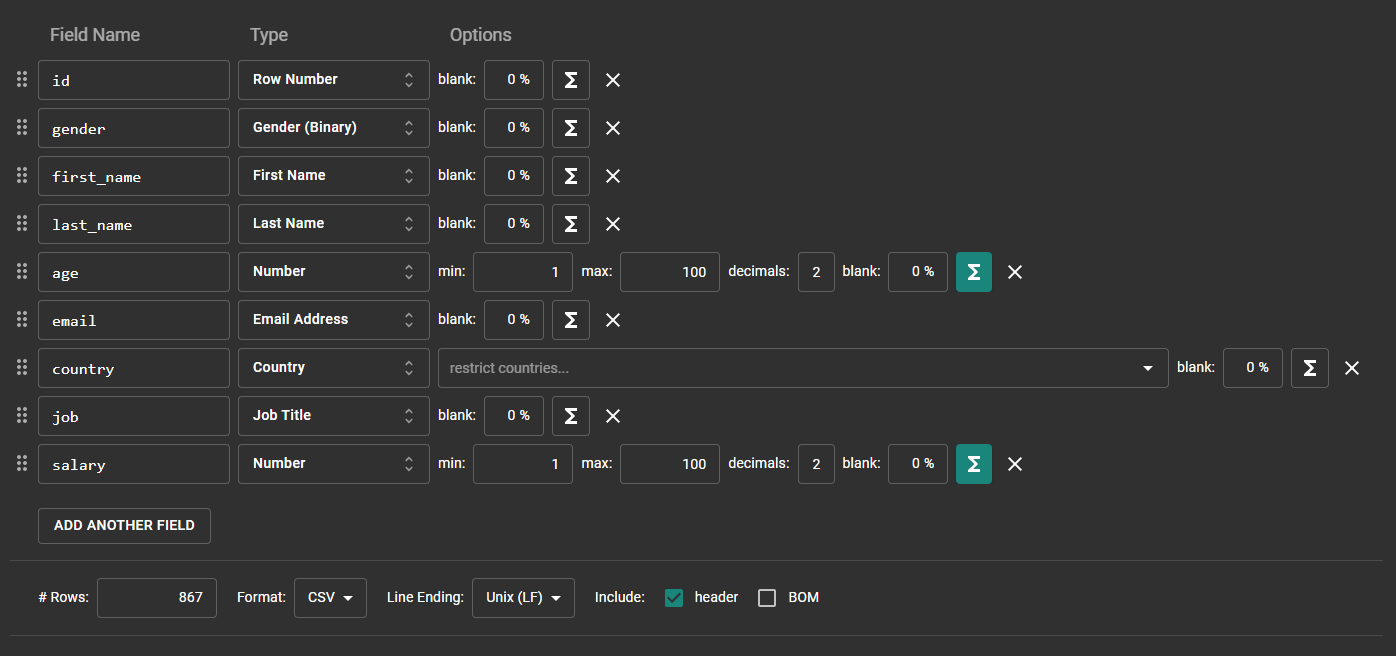 Field Name Type Options
id Row Number blank: 0 % Σ
gender Gender (Binary) blank: 0 % Σ
first_name First Name blank: 0 % Σ
last_name Last Name blank: 0 % Σ
age Number min: 1 max: 100 decimals: 2 blank: 0 % Σ
email Email Address blank: 0 % Σ
country Country restrict countries... blank: 0 % Σ
job Job Title blank: 0 % Σ
salary Number min: 1 max: 100 decimals: 2 blank: 0 % Σ
ADD ANOTHER FIELD
# Rows: 867 Format: CSV Line Ending: Unix (LF) Include: header BOM